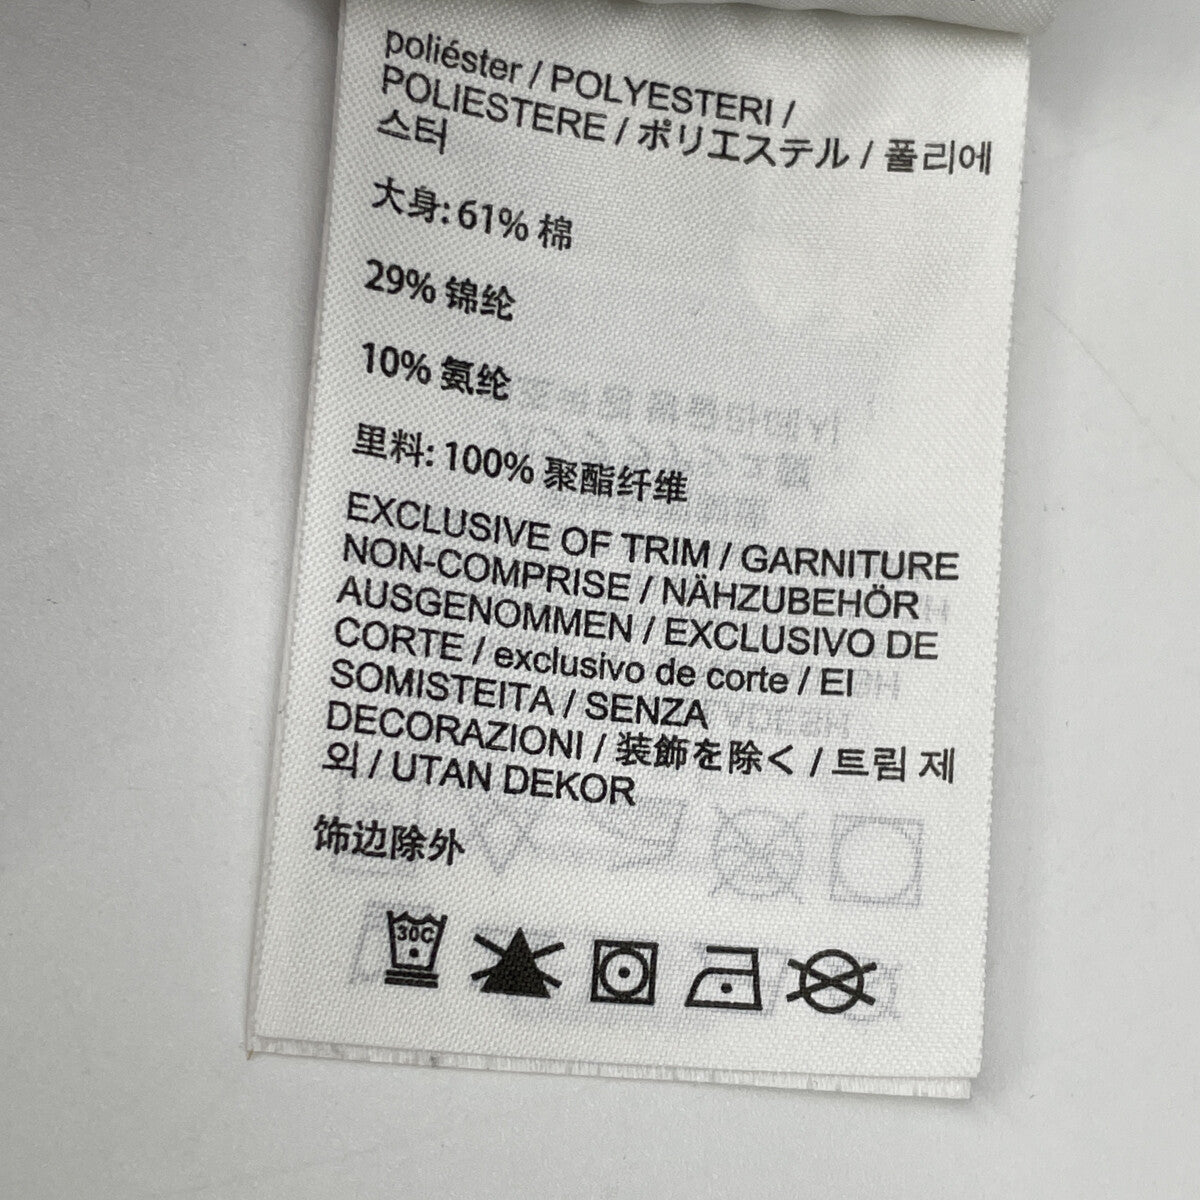 poliéster / POLYESTERI /
POLIESTERE / ポリエステル / 폴리에
스터
大身: 61% 棉
29% 锦纶
10% 氨纶
里料: 100% 聚酯纤维
EXCLUSIVE OF TRIM / GARNITURE
NON-COMPRISE / NÄHZUBEHÖR
AUSGENOMMEN / EXCLUSIVO DE
CORTE / exclusivo de corte / EI
SOMISTEITA / SENZA
DECORAZIONI / 装飾を除く / 트림 제
외 / UTAN DEKOR
饰边除外
30C